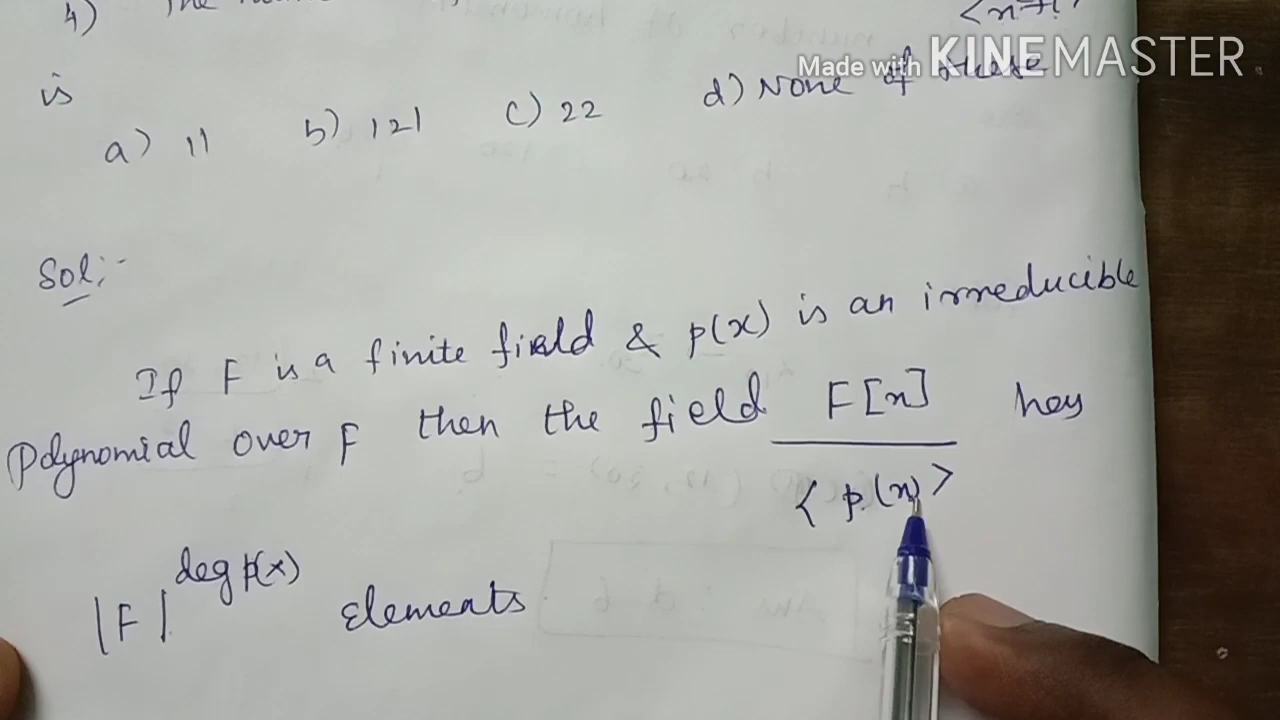 4) The
Made with KINEMASTER
is
a) 11 b) 121 c) 22 d) None of these
Sol:-
If F is a finite field & p(x) is an irreducible
Polynomial over F then the field F[x] has
< p(x) >
|F|^deg p(x) elements